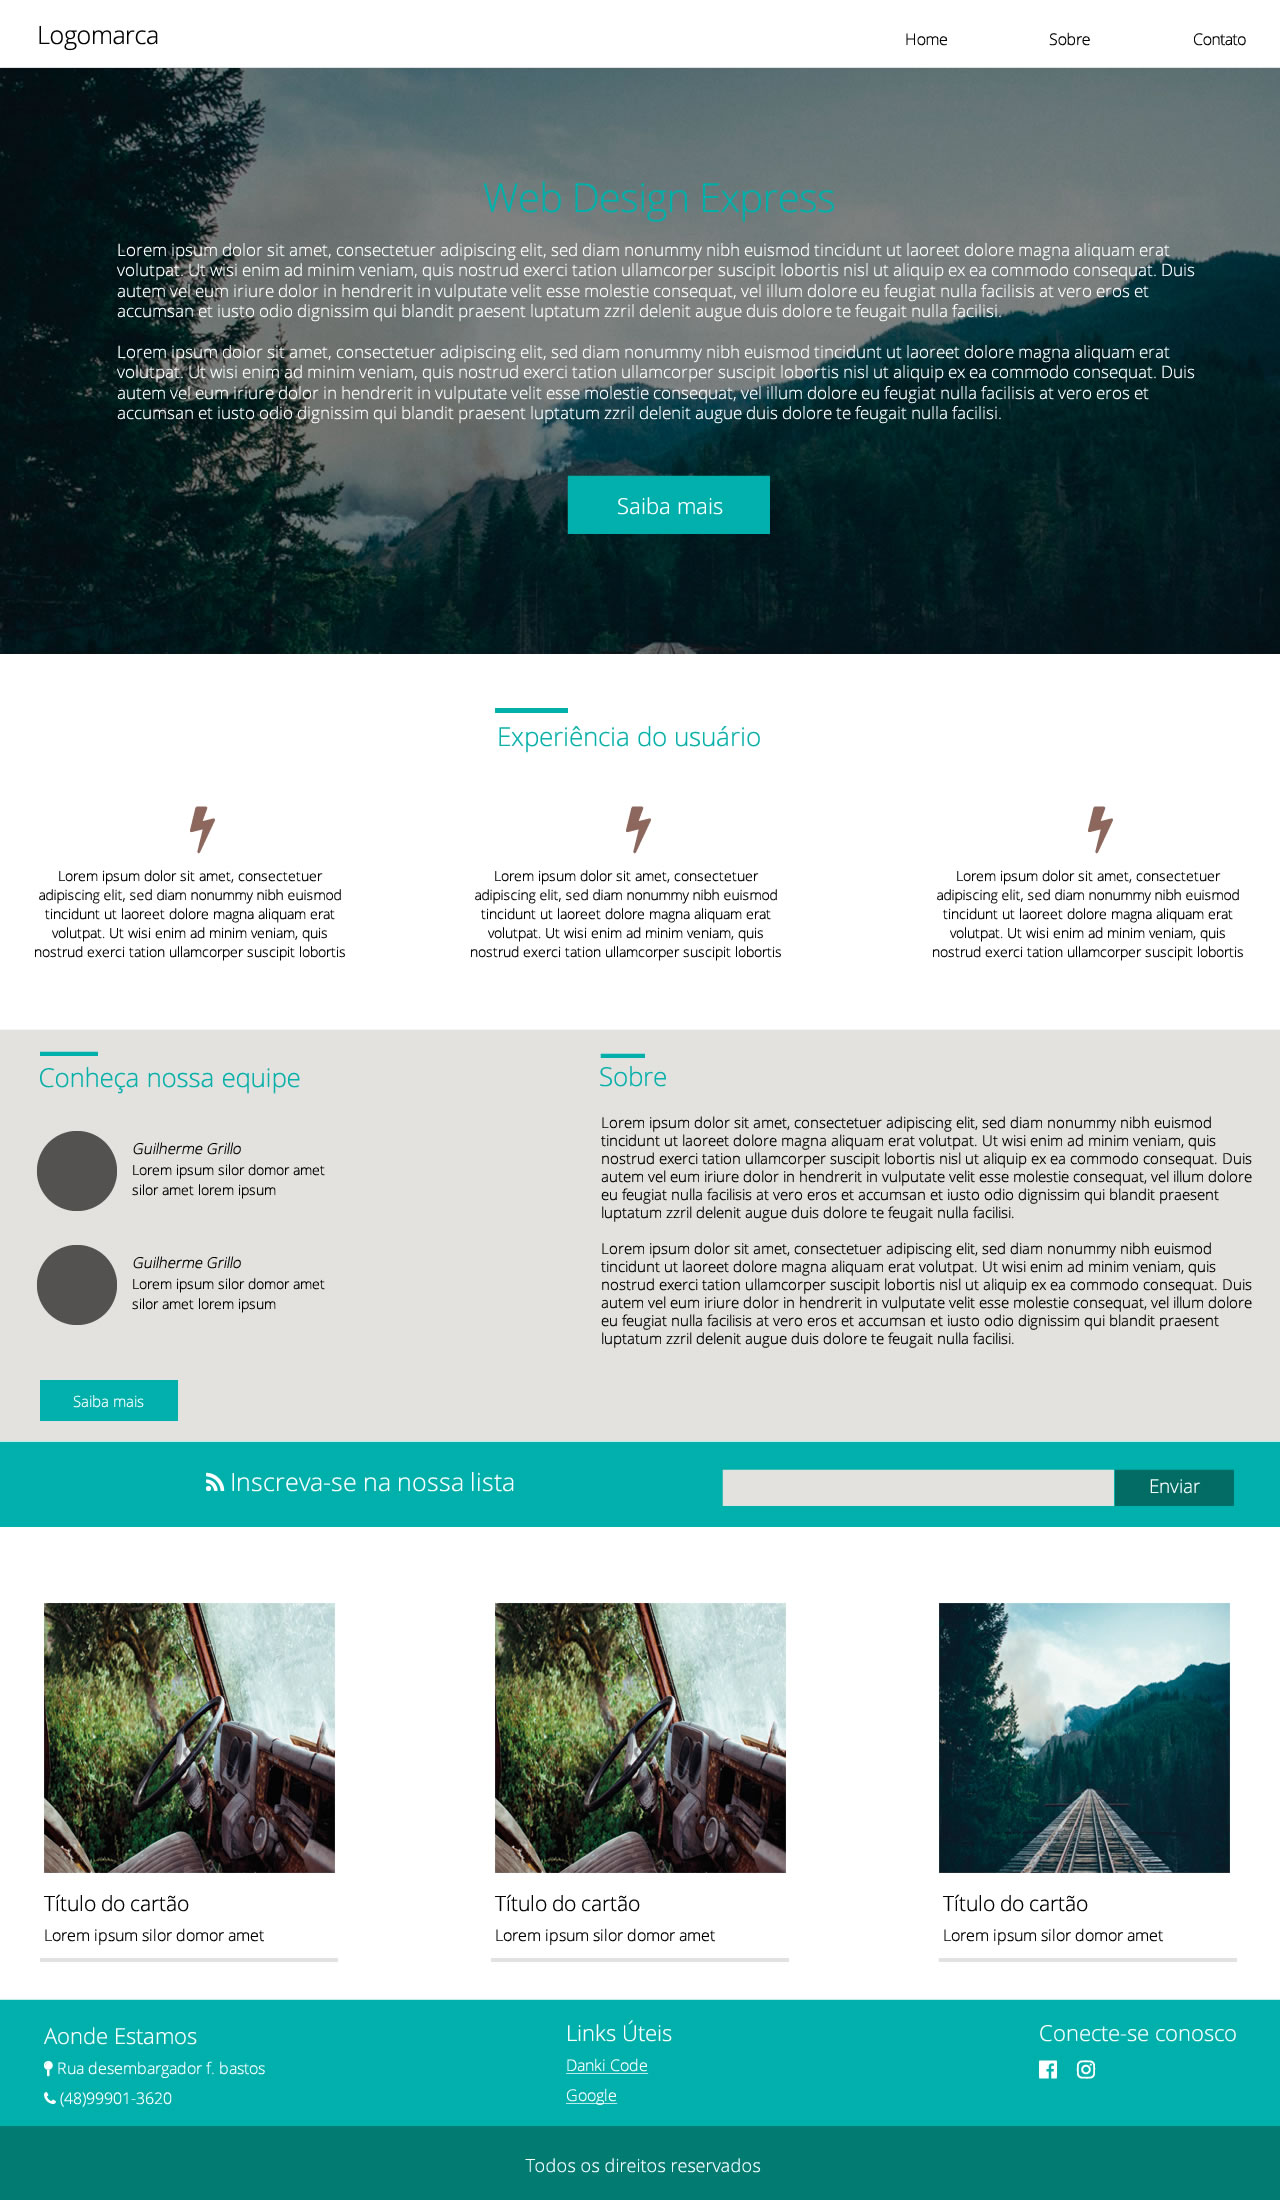 Logomarca
Home Sobre Contato
Web Design Express
Lorem ipsum dolor sit amet, consectetuer adipiscing elit, sed diam nonummy nibh euismod tincidunt ut laoreet dolore magna aliquam erat
volutpat. Ut wisi enim ad minim veniam, quis nostrud exerci tation ullamcorper suscipit lobortis nisl ut aliquip ex ea commodo consequat. Duis
autem vel eum iriure dolor in hendrerit in vulputate velit esse molestie consequat, vel illum dolore eu feugiat nulla facilisis at vero eros et
accumsan et iusto odio dignissim qui blandit praesent luptatum zzril delenit augue duis dolore te feugait nulla facilisi.
Lorem ipsum dolor sit amet, consectetuer adipiscing elit, sed diam nonummy nibh euismod tincidunt ut laoreet dolore magna aliquam erat
volutpat. Ut wisi enim ad minim veniam, quis nostrud exerci tation ullamcorper suscipit lobortis nisl ut aliquip ex ea commodo consequat. Duis
autem vel eum iriure dolor in hendrerit in vulputate velit esse molestie consequat, vel illum dolore eu feugiat nulla facilisis at vero eros et
accumsan et iusto odio dignissim qui blandit praesent luptatum zzril delenit augue duis dolore te feugait nulla facilisi.
Saiba mais
Experiência do usuário
Lorem ipsum dolor sit amet, consectetuer
adipiscing elit, sed diam nonummy nibh euismod
tincidunt ut laoreet dolore magna aliquam erat
volutpat. Ut wisi enim ad minim veniam, quis
nostrud exerci tation ullamcorper suscipit lobortis
Lorem ipsum dolor sit amet, consectetuer
adipiscing elit, sed diam nonummy nibh euismod
tincidunt ut laoreet dolore magna aliquam erat
volutpat. Ut wisi enim ad minim veniam, quis
nostrud exerci tation ullamcorper suscipit lobortis
Lorem ipsum dolor sit amet, consectetuer
adipiscing elit, sed diam nonummy nibh euismod
tincidunt ut laoreet dolore magna aliquam erat
volutpat. Ut wisi enim ad minim veniam, quis
nostrud exerci tation ullamcorper suscipit lobortis
Conheça nossa equipe
Guilherme Grillo
Lorem ipsum silor domor amet
silor amet lorem ipsum
Guilherme Grillo
Lorem ipsum silor domor amet
silor amet lorem ipsum
Saiba mais
Sobre
Lorem ipsum dolor sit amet, consectetuer adipiscing elit, sed diam nonummy nibh euismod
tincidunt ut laoreet dolore magna aliquam erat volutpat. Ut wisi enim ad minim veniam, quis
nostrud exerci tation ullamcorper suscipit lobortis nisl ut aliquip ex ea commodo consequat. Duis
autem vel eum iriure dolor in hendrerit in vulputate velit esse molestie consequat, vel illum dolore
eu feugiat nulla facilisis at vero eros et accumsan et iusto odio dignissim qui blandit praesent
luptatum zzril delenit augue duis dolore te feugait nulla facilisi.
Lorem ipsum dolor sit amet, consectetuer adipiscing elit, sed diam nonummy nibh euismod
tincidunt ut laoreet dolore magna aliquam erat volutpat. Ut wisi enim ad minim veniam, quis
nostrud exerci tation ullamcorper suscipit lobortis nisl ut aliquip ex ea commodo consequat. Duis
autem vel eum iriure dolor in hendrerit in vulputate velit esse molestie consequat, vel illum dolore
eu feugiat nulla facilisis at vero eros et accumsan et iusto odio dignissim qui blandit praesent
luptatum zzril delenit augue duis dolore te feugait nulla facilisi.
Inscreva-se na nossa lista
Enviar
Título do cartão
Lorem ipsum silor domor amet
Título do cartão
Lorem ipsum silor domor amet
Título do cartão
Lorem ipsum silor domor amet
Aonde Estamos
Rua desembargador f. bastos
(48)99901-3620
Links Úteis
Danki Code
Google
Conecte-se conosco
Todos os direitos reservados